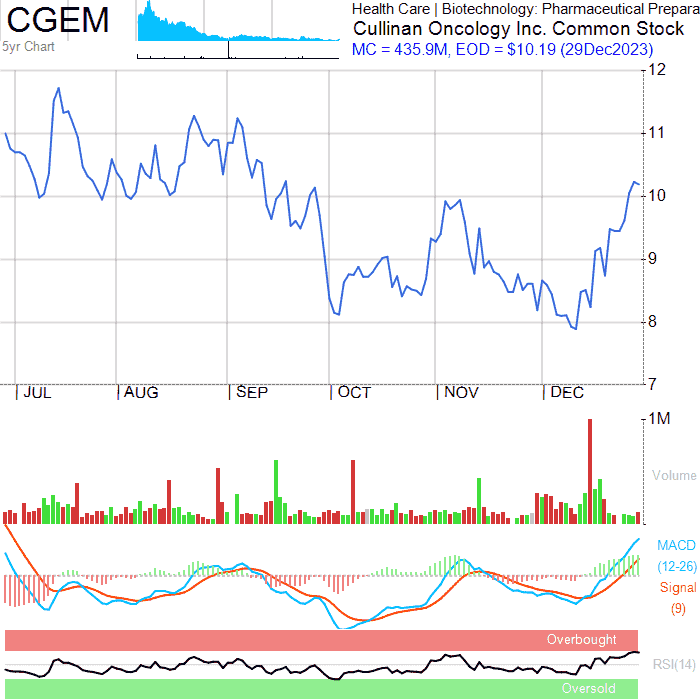 CGEM
5yr Chart
Health Care | Biotechnology: Pharmaceutical Prepara
Cullinan Oncology Inc. Common Stock
MC = 435.9M, EOD = $10.19 (29Dec2023)
12
11
10
9
8
7
JUL
AUG
SEP
OCT
NOV
DEC
1M
Volume
MACD
(12-26)
Signal
(9)
Overbought
RSI(14)
Oversold